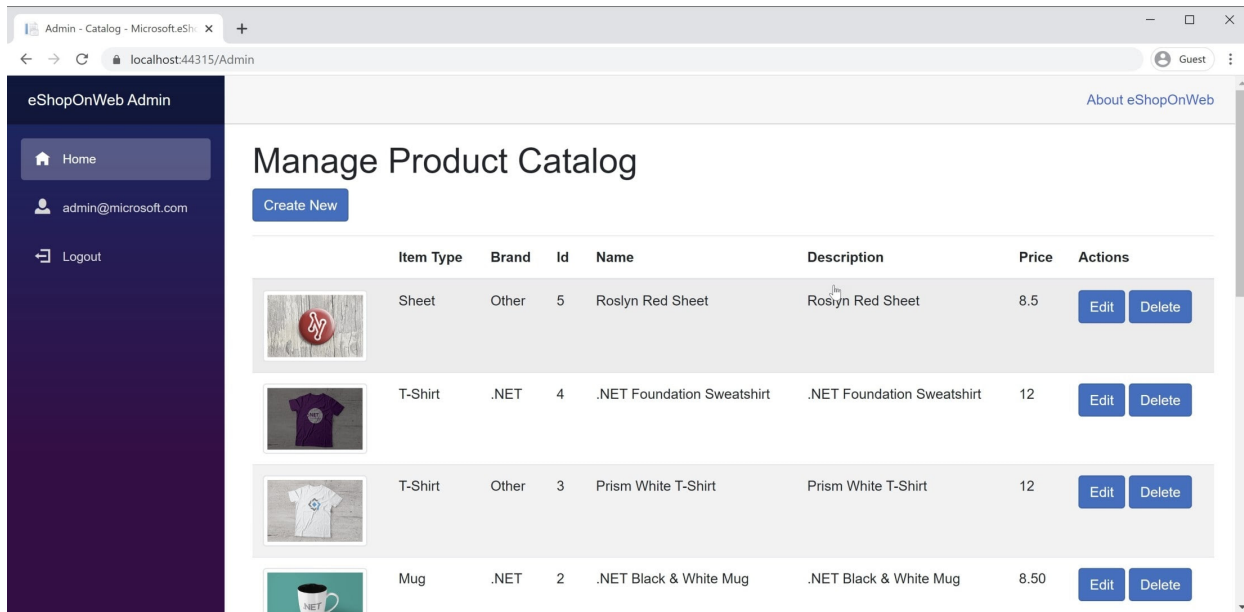 Admin - Catalog - Microsoft.eSh
localhost:44315/Admin
Guest
eShopOnWeb Admin
About eShopOnWeb
Home
admin@microsoft.com
Logout
Manage Product Catalog
Create New
Item Type Brand Id Name Description Price Actions
Sheet Other 5 Roslyn Red Sheet Roslyn Red Sheet 8.5 Edit Delete
T-Shirt .NET 4 .NET Foundation Sweatshirt .NET Foundation Sweatshirt 12 Edit Delete
.NET
T-Shirt Other 3 Prism White T-Shirt Prism White T-Shirt 12 Edit Delete
Mug .NET 2 .NET Black & White Mug .NET Black & White Mug 8.50 Edit Delete
.NET